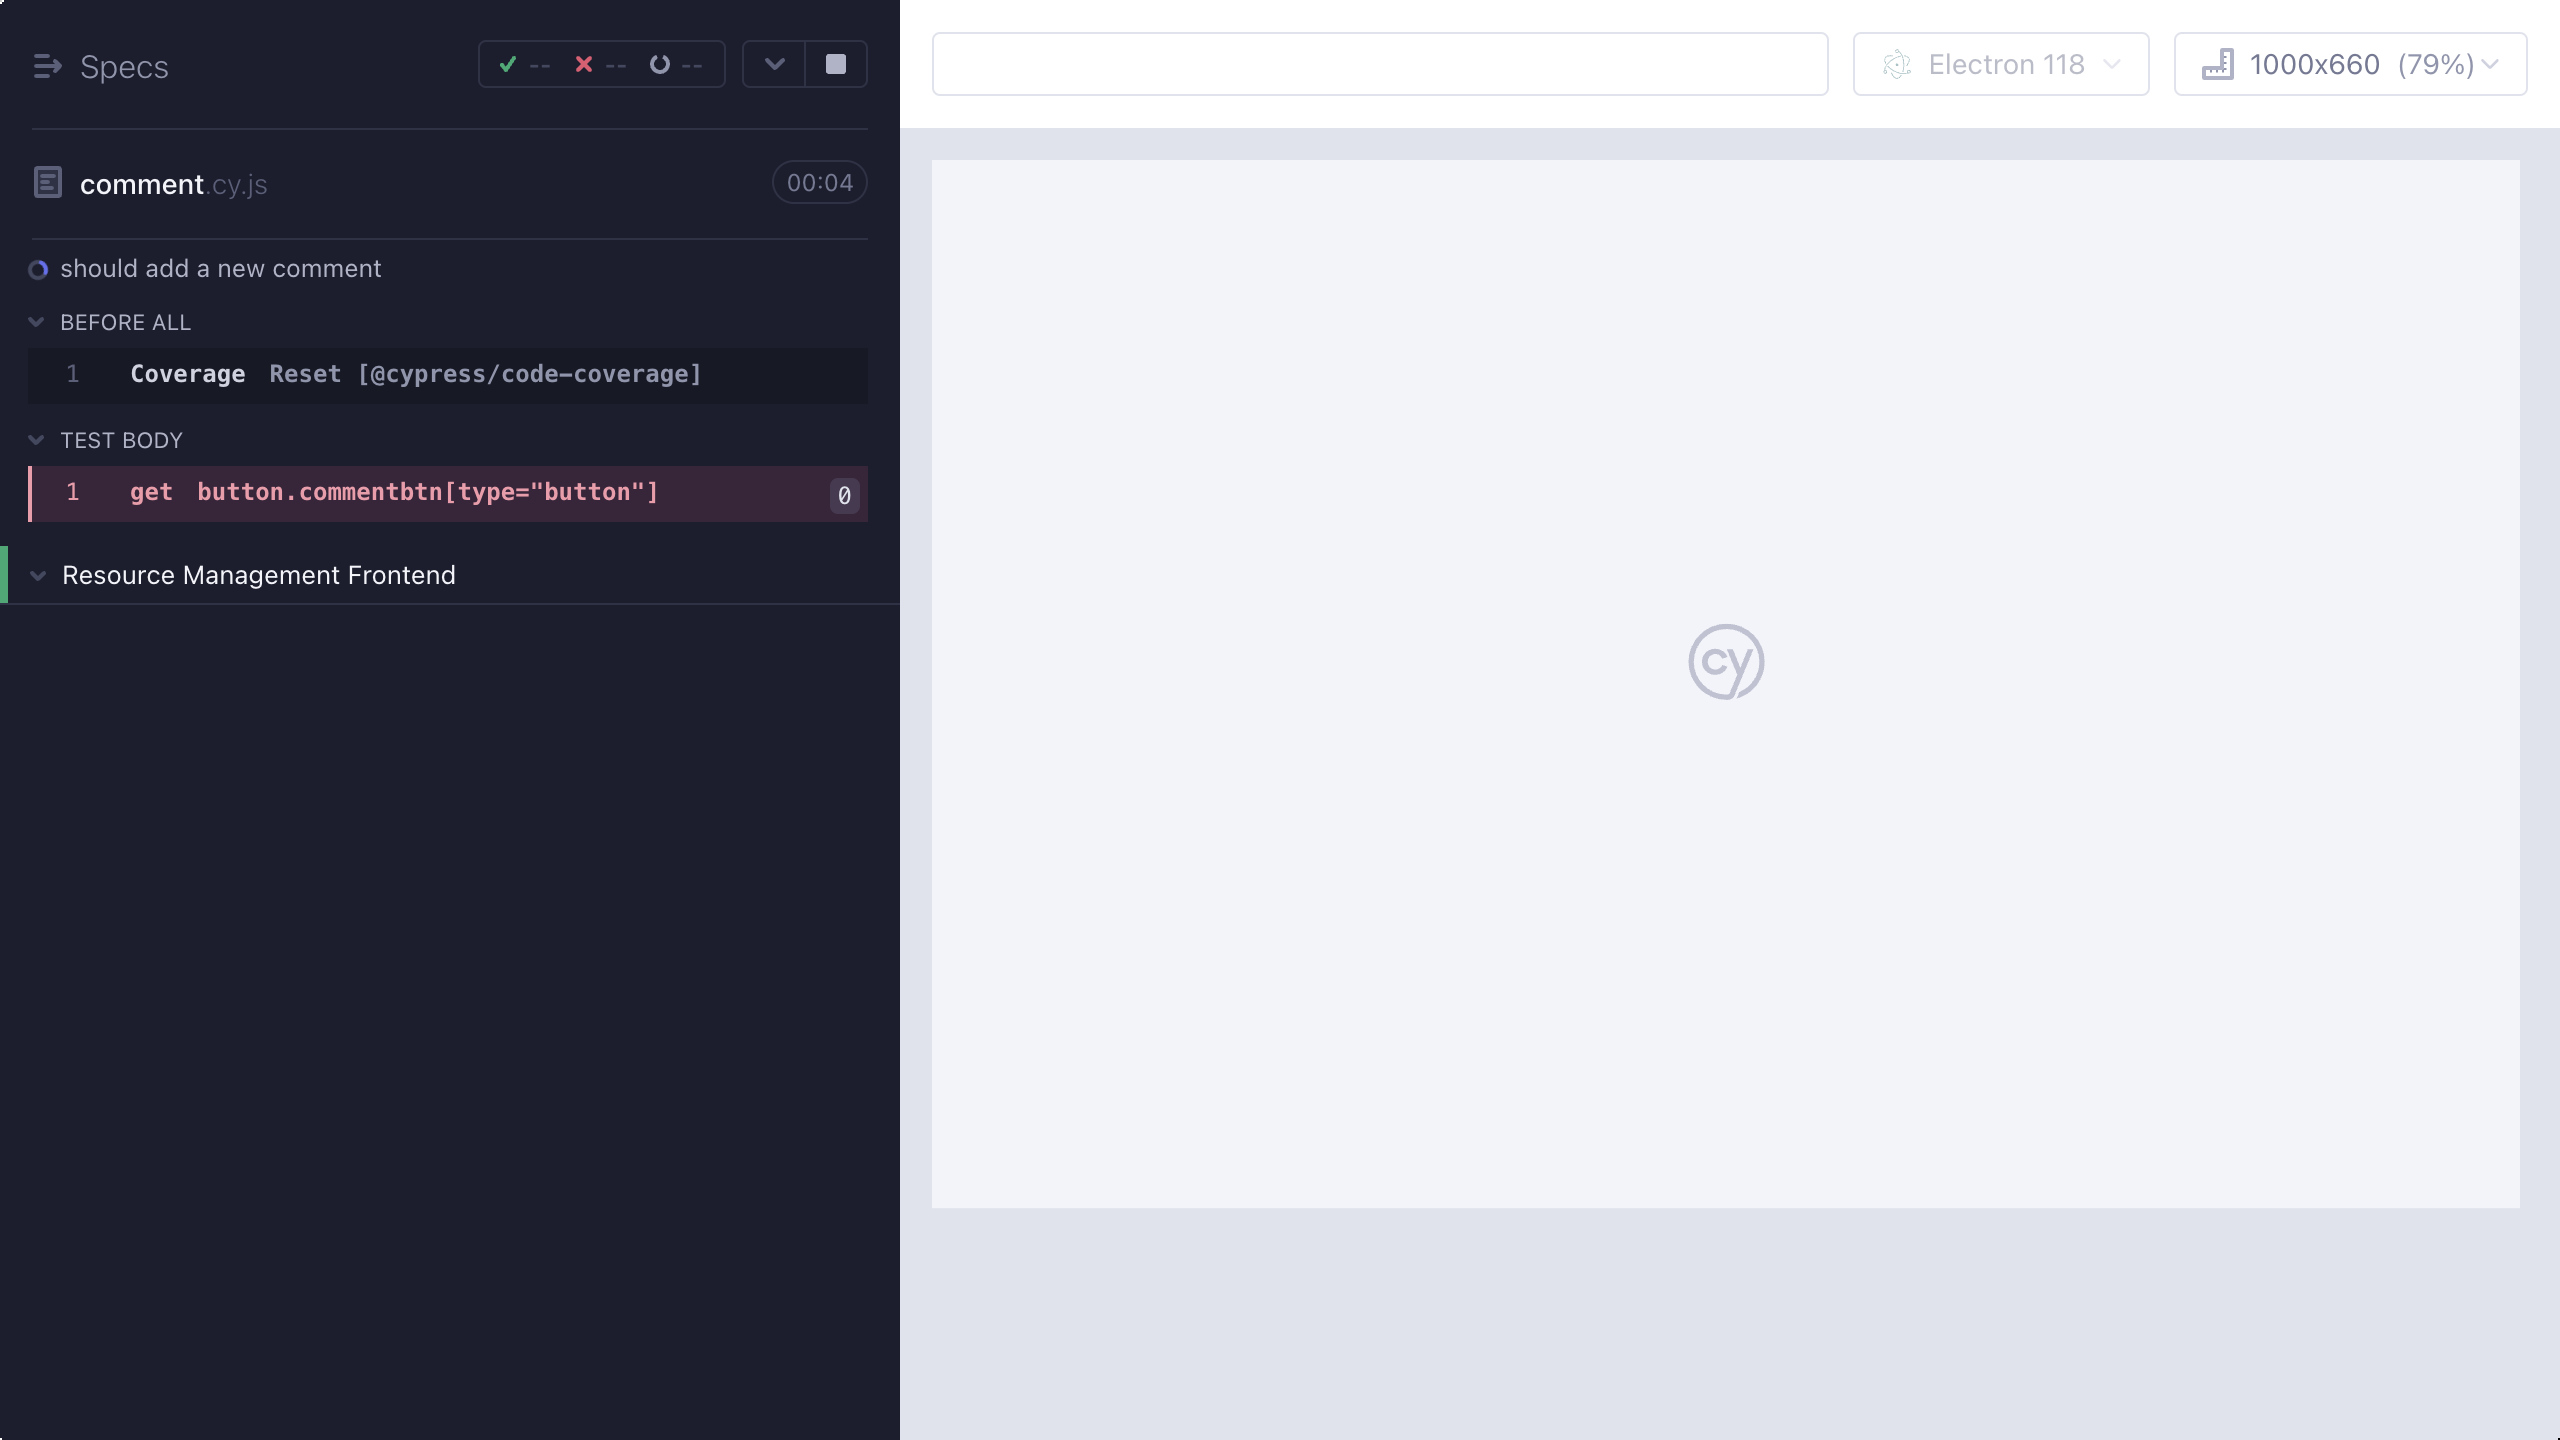 Specs
-- -- --
comment.cy.js 00:04
should add a new comment
BEFORE ALL
1 Coverage Reset [@cypress/code-coverage]
TEST BODY
1 get button.commentbtn[type="button"] 0
Resource Management Frontend
Electron 118
1000x660 (79%)
cy